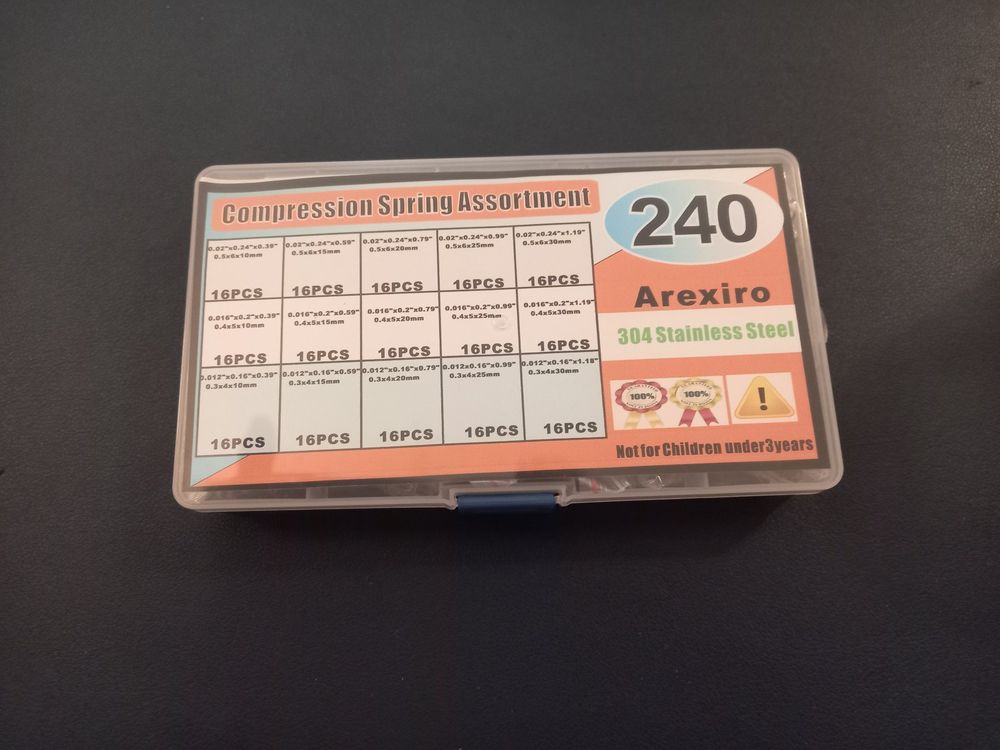 Compression Spring Assortment
240
0.02"x0.24"x0.39" 0.02"x0.24"x0.59" 0.02"x0.24"x0.79" 0.02"x0.24"x0.99" 0.02"x0.24"x1.19"
0.5x6x10mm 0.5x6x15mm 0.5x6x20mm 0.5x6x25mm 0.5x6x30mm
16PCS 16PCS 16PCS 16PCS 16PCS
0.016"x0.2"x0.39" 0.016"x0.2"x0.59" 0.016"x0.2"x0.79" 0.016"x0.2"x0.99" 0.016"x0.2"x1.19"
0.4x5x10mm 0.4x5x15mm 0.4x5x20mm 0.4x5x25mm 0.4x5x30mm
16PCS 16PCS 16PCS 16PCS 16PCS
0.012"x0.16"x0.39" 0.012"x0.16"x0.59" 0.012"x0.16"x0.79" 0.012x0.16"x0.99" 0.012"x0.16"x1.18"
0.3x4x10mm 0.3x4x15mm 0.3x4x20mm 0.3x4x25mm 0.3x4x30mm
16PCS 16PCS 16PCS 16PCS 16PCS
Arexiro
304 Stainless Steel
100% 100% !
Not for Children under3years